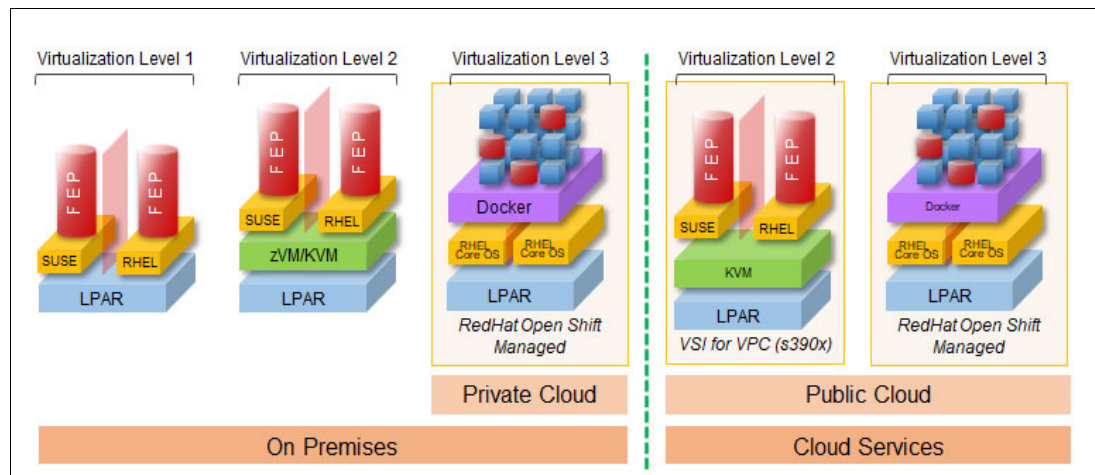 Virtualization Level 1
Virtualization Level 2
Virtualization Level 3
Virtualization Level 2
Virtualization Level 3
FEP
FEP
SUSE
RHEL
LPAR
FEP
FEP
SUSE
RHEL
zVM/KVM
LPAR
Docker
RHEL
Core OS
RHEL
Core OS
LPAR
RedHat Open Shift
Managed
FEP
FEP
SUSE
RHEL
KVM
LPAR
VSI for VPC (s390x)
Docker
RHEL
Core OS
RHEL
Core OS
LPAR
RedHat Open Shift
Managed
Private Cloud
Public Cloud
On Premises
Cloud Services